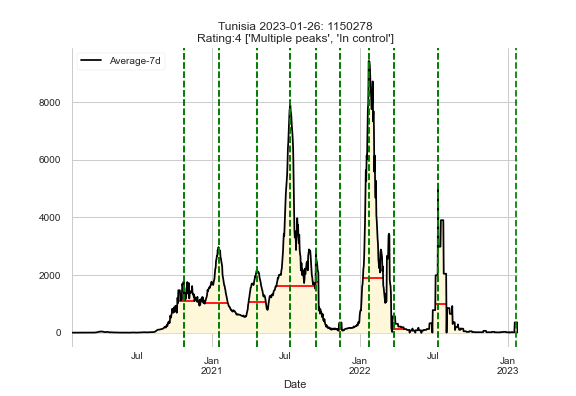 Tunisia 2023-01-26: 1150278
Rating:4 ['Multiple peaks', 'In control']
Average-7d
8000
6000
4000
2000
0
Jul
Jan
2021
Jul
Jan
2022
Jul
Jan
2023
Date